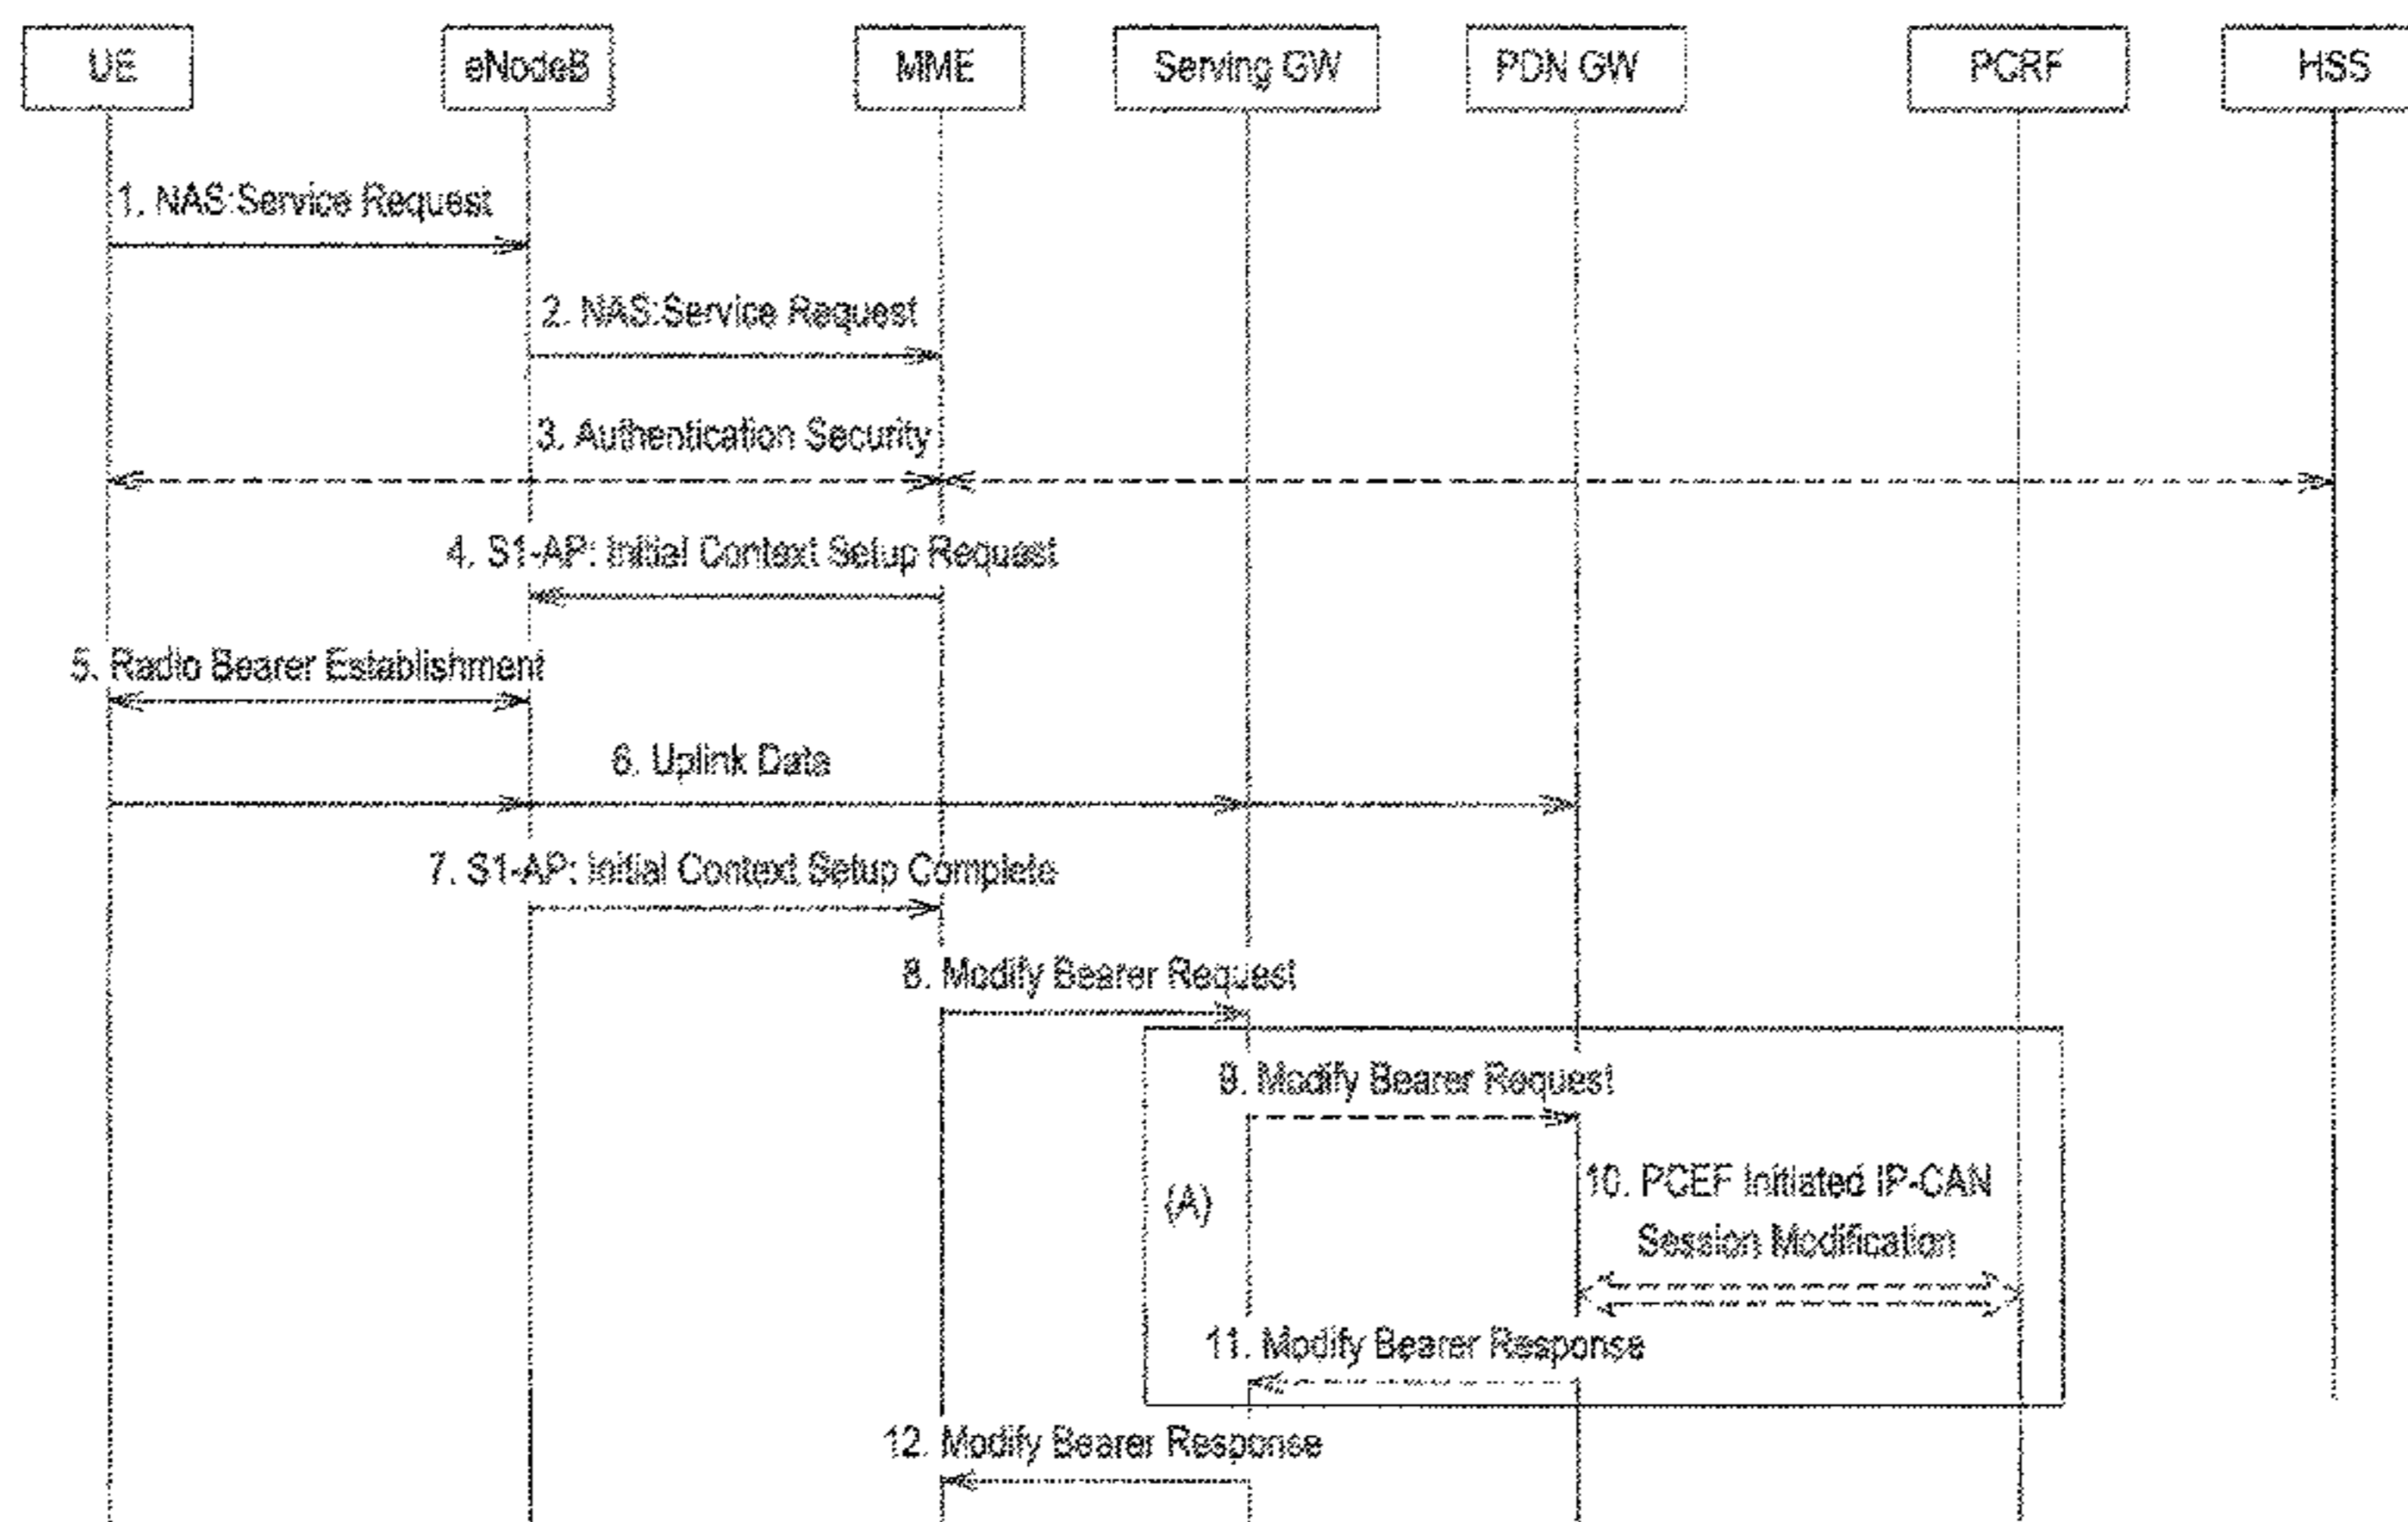 UE
eNodeB
MME
Serving GW
PDN GW
PCRF
HSS
1. NAS:Service Request
2. NAS:Service Request
3. Authentication Security
4. S1-AP: Initial Context Setup Request
5. Radio Bearer Establishment
6. Uplink Data
7. S1-AP: Initial Context Setup Complete
8. Modify Bearer Request
9. Modify Bearer Request
(A)
10. PCEF Initiated IP-CAN
Session Modification
11. Modify Bearer Response
12. Modify Bearer Response